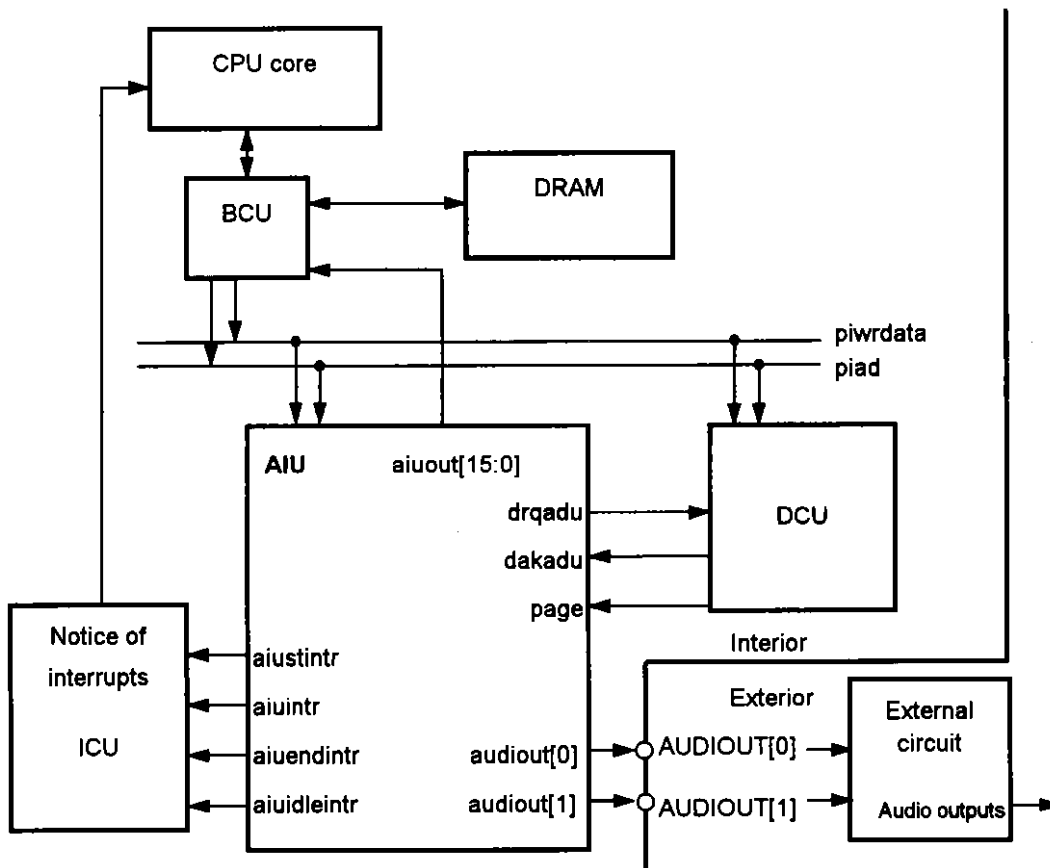 CPU core
BCU
DRAM
piwrdata
piad
AIU
aiuout[15:0]
drqadu
dakadu
page
DCU
Notice of
interrupts
ICU
aiustintr
aiuintr
aiuendintr
aiuidleintr
audiout[0]
audiout[1]
Interior
Exterior
AUDIOUT[0]
AUDIOUT[1]
External
circuit
Audio outputs